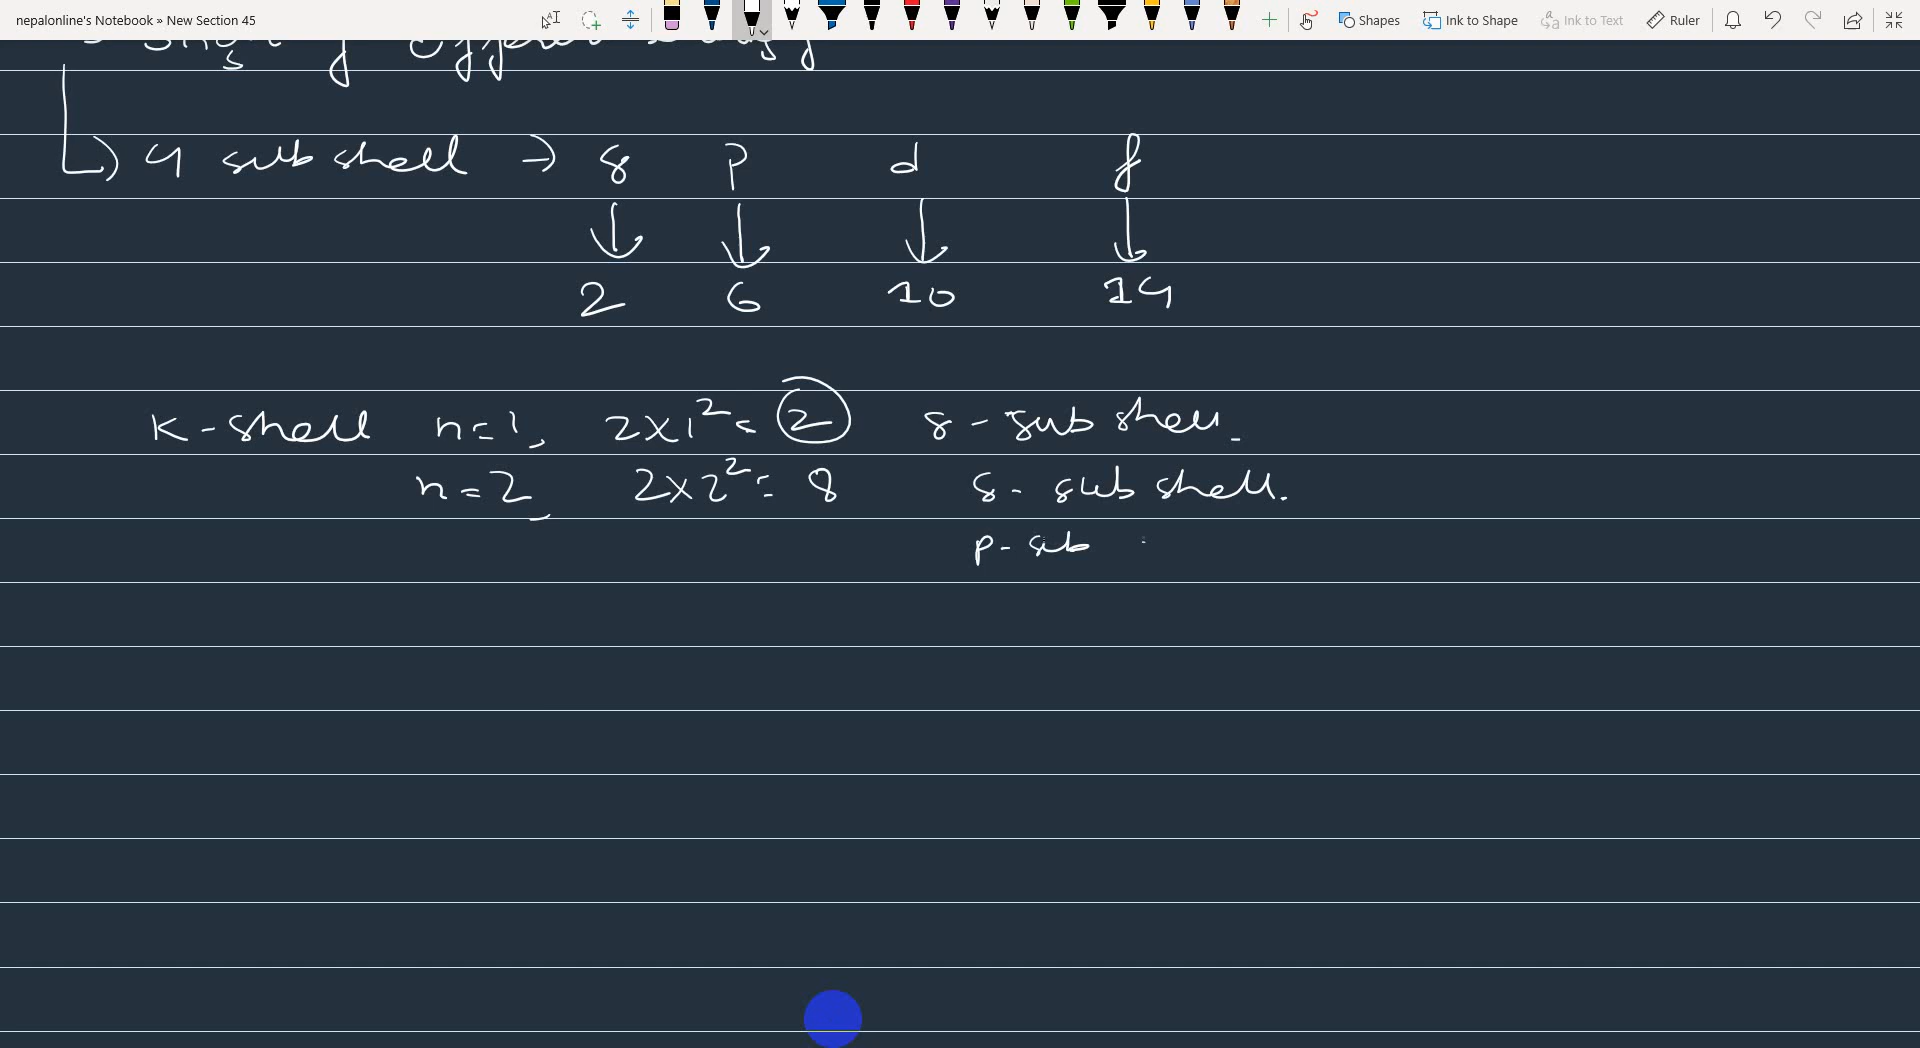 nepalonline's Notebook » New Section 45
Shapes Ink to Shape Ink to Text Ruler
4 sub shell → s p d f
↓ ↓ ↓ ↓
2 6 10 14
K - shell n=1, 2×1²= 2 s - sub shell.
n=2, 2×2²= 8 s - sub shell.
p - sub